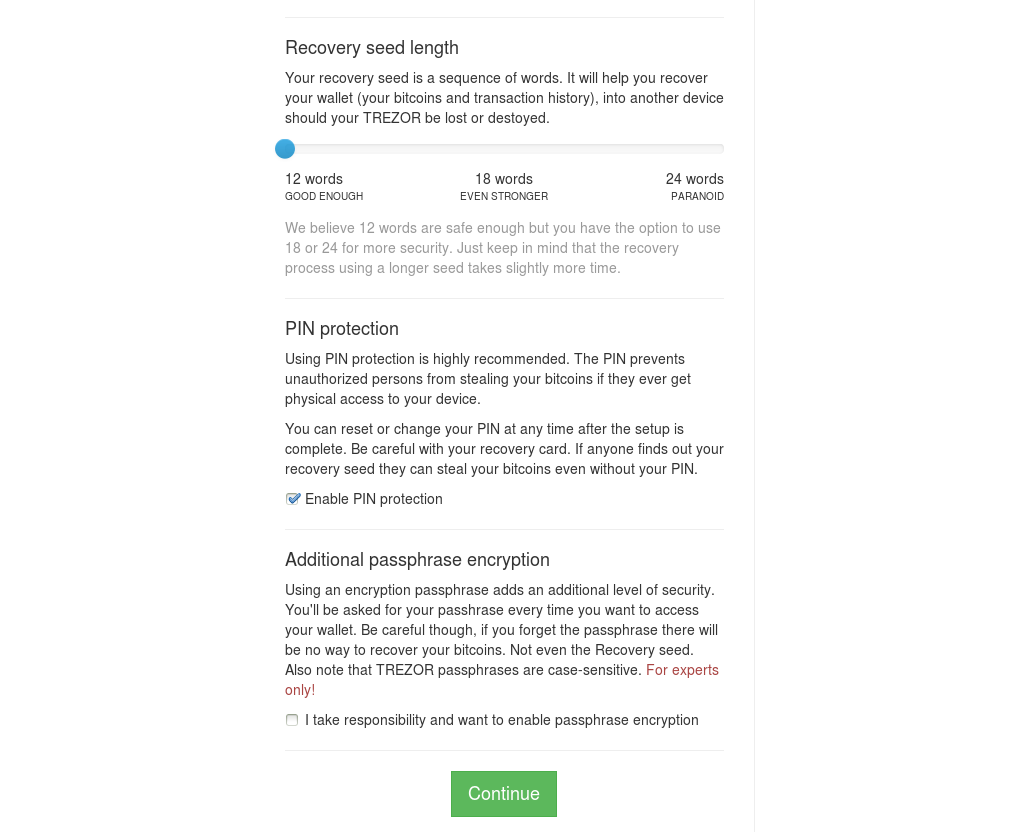 Recovery seed length
Your recovery seed is a sequence of words. It will help you recover
your wallet (your bitcoins and transaction history), into another device
should your TREZOR be lost or destoyed.
12 words 18 words 24 words
GOOD ENOUGH EVEN STRONGER PARANOID
We believe 12 words are safe enough but you have the option to use
18 or 24 for more security. Just keep in mind that the recovery
process using a longer seed takes slightly more time.
PIN protection
Using PIN protection is highly recommended. The PIN prevents
unauthorized persons from stealing your bitcoins if they ever get
physical access to your device.
You can reset or change your PIN at any time after the setup is
complete. Be careful with your recovery card. If anyone finds out your
recovery seed they can steal your bitcoins even without your PIN.
Enable PIN protection
Additional passphrase encryption
Using an encryption passphrase adds an additional level of security.
You'll be asked for your passhrase every time you want to access
your wallet. Be careful though, if you forget the passphrase there will
be no way to recover your bitcoins. Not even the Recovery seed.
Also note that TREZOR passphrases are case-sensitive. For experts
only!
I take responsibility and want to enable passphrase encryption
Continue